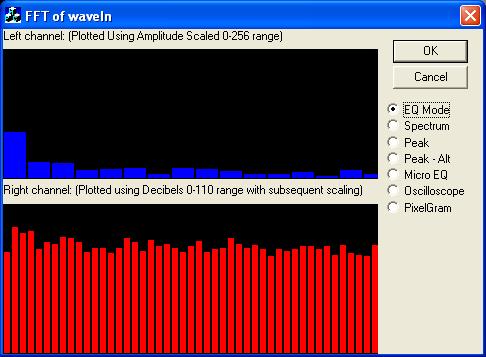 FFT of waveIn
Left channel: (Plotted Using Amplitude Scaled 0-256 range)
OK
Cancel
EQ Mode
Spectrum
Peak
Peak - Alt
Micro EQ
Oscilloscope
PixelGram
Right channel: (Plotted using Decibels 0-110 range with subsequent scaling)